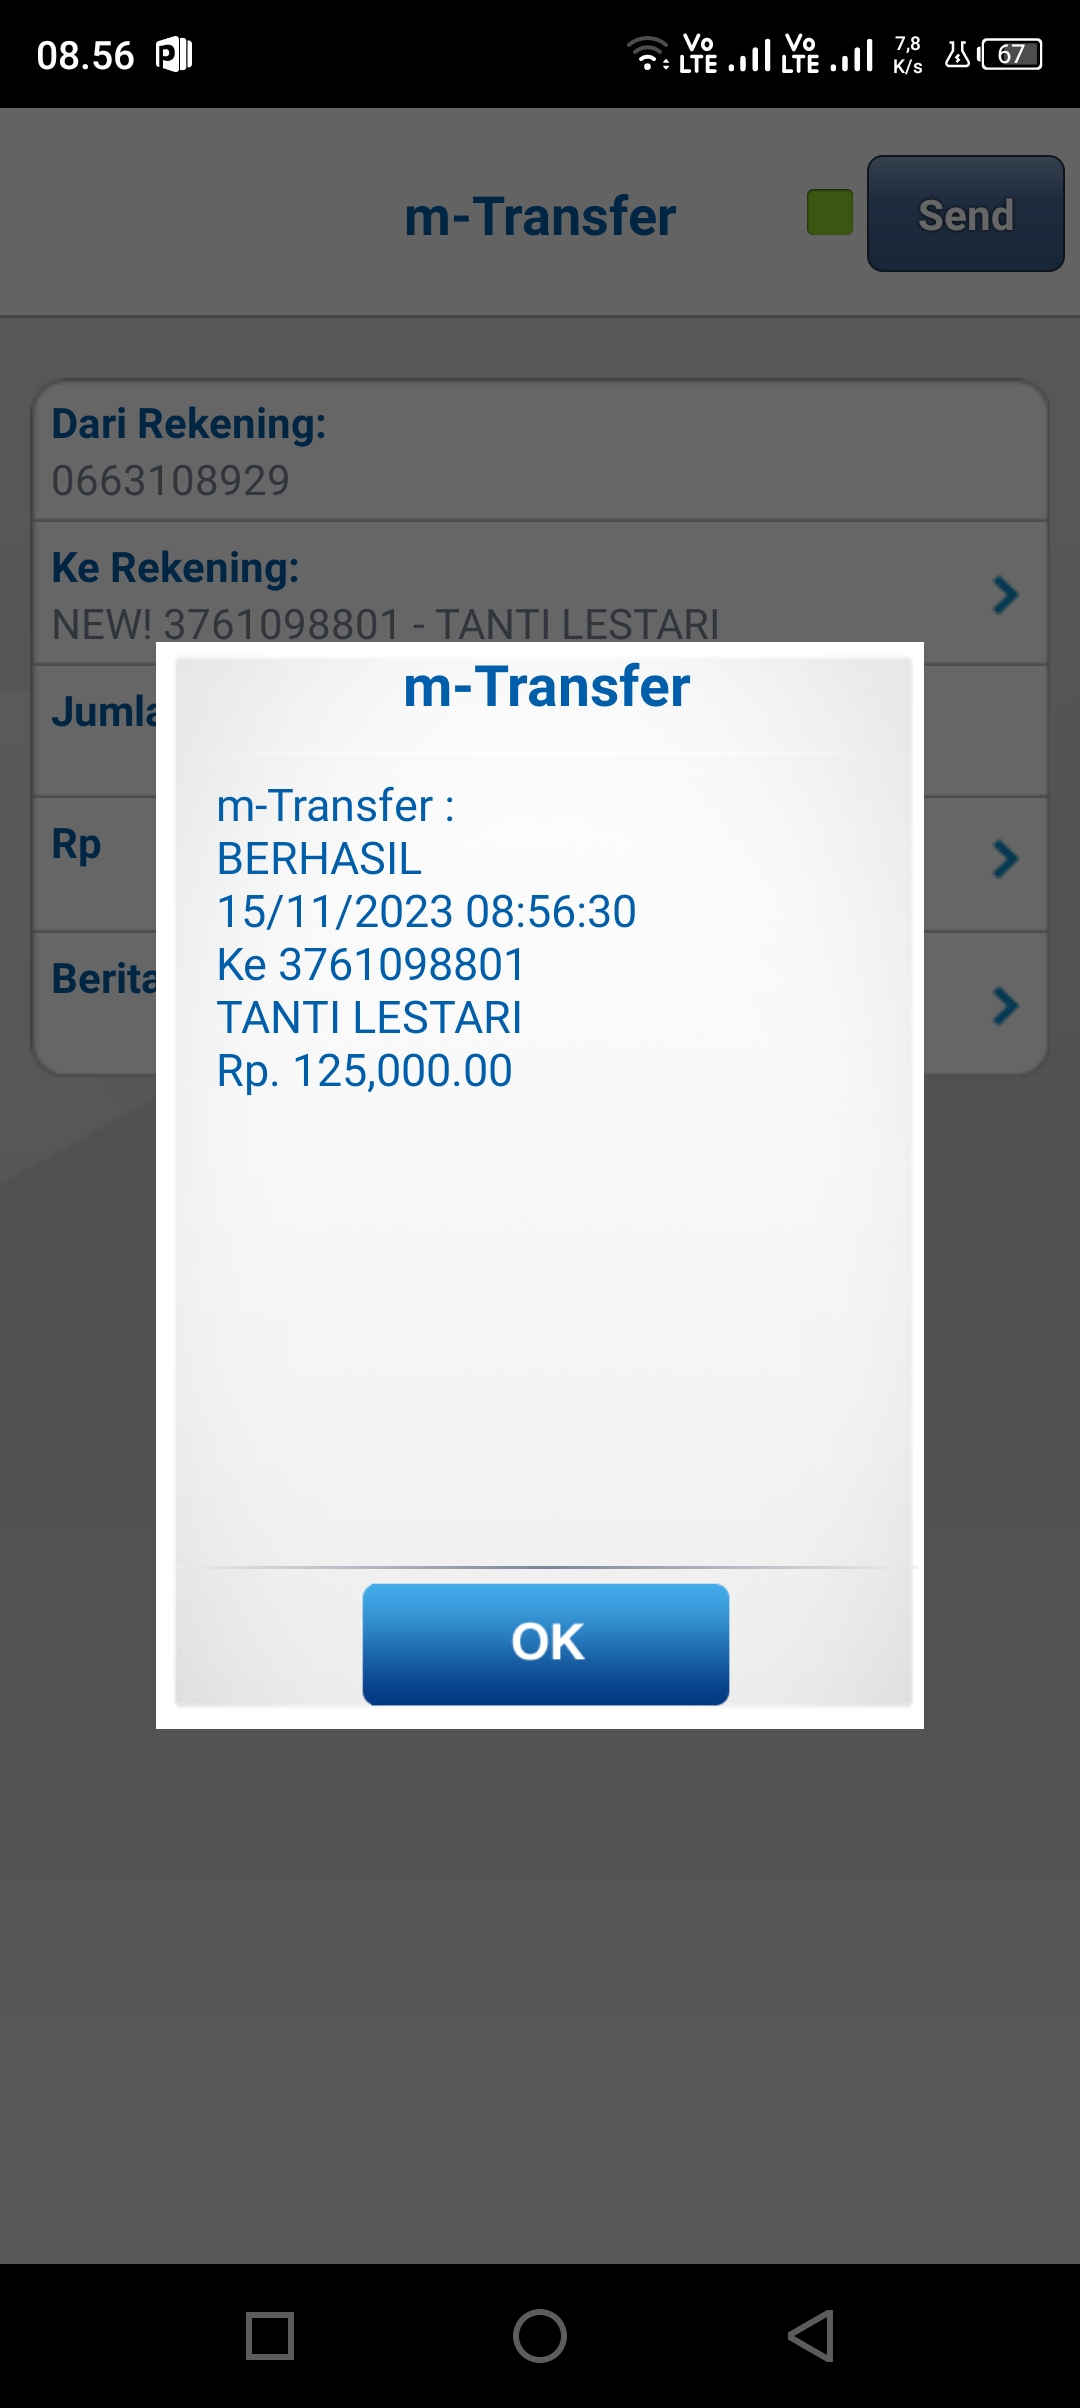 08.56
Vo LTE Vo LTE 7,8 K/s 67
m-Transfer
Send
Dari Rekening:
0663108929
Ke Rekening:
NEW! 3761098801 - TANTI LESTARI
Jumla
Rp
Berita
m-Transfer
m-Transfer :
BERHASIL
15/11/2023 08:56:30
Ke 3761098801
TANTI LESTARI
Rp. 125,000.00
OK